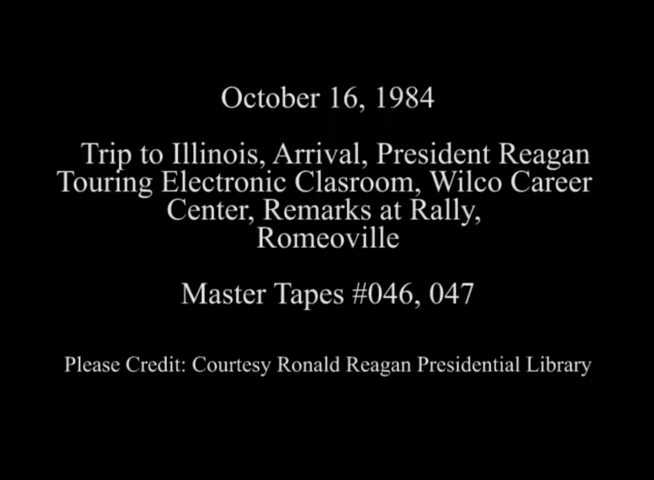 October 16, 1984
Trip to Illinois, Arrival, President Reagan
Touring Electronic Clasroom, Wilco Career
Center, Remarks at Rally,
Romeoville
Master Tapes #046, 047
Please Credit: Courtesy Ronald Reagan Presidential Library